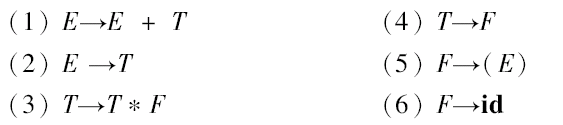 (1) E→E + T (4) T→F
(2) E →T (5) F→(E)
(3) T→T * F (6) F→id